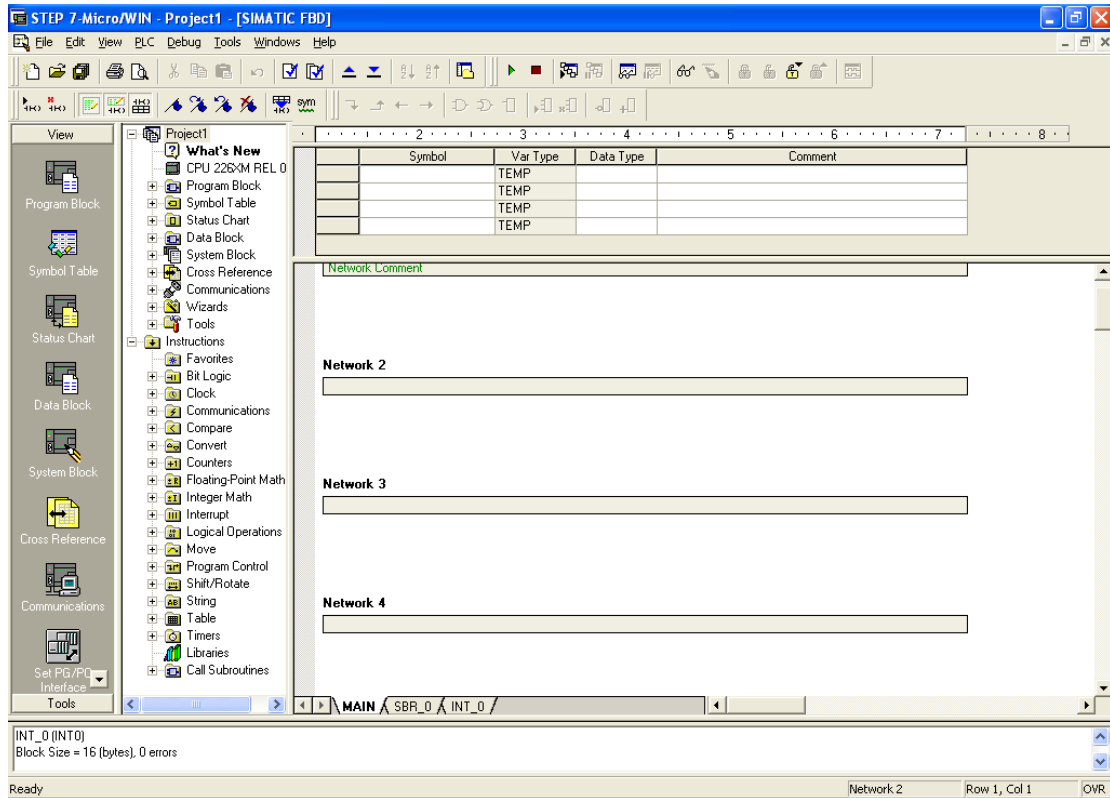 STEP 7-Micro/WIN - Project1 - [SIMATIC FBD]
File Edit View PLC Debug Tools Windows Help
sym
View
Program Block
Symbol Table
Status Chart
Data Block
System Block
Cross Reference
Communications
Set PG/PC
Interface
Tools
Project1
What's New
CPU 226XM REL 0
Program Block
Symbol Table
Status Chart
Data Block
System Block
Cross Reference
Communications
Wizards
Tools
Instructions
Favorites
Bit Logic
Clock
Communications
Compare
Convert
Counters
Floating-Point Math
Integer Math
Interrupt
Logical Operations
Move
Program Control
Shift/Rotate
String
Table
Timers
Libraries
Call Subroutines
2 3 4 5 6 7 8
Symbol Var Type Data Type Comment
TEMP
TEMP
TEMP
TEMP
Network Comment
Network 2
Network 3
Network 4
MAIN SBR_0 INT_0
INT_0 (INT0)
Block Size = 16 (bytes), 0 errors
Ready Network 2 Row 1, Col 1 OVR